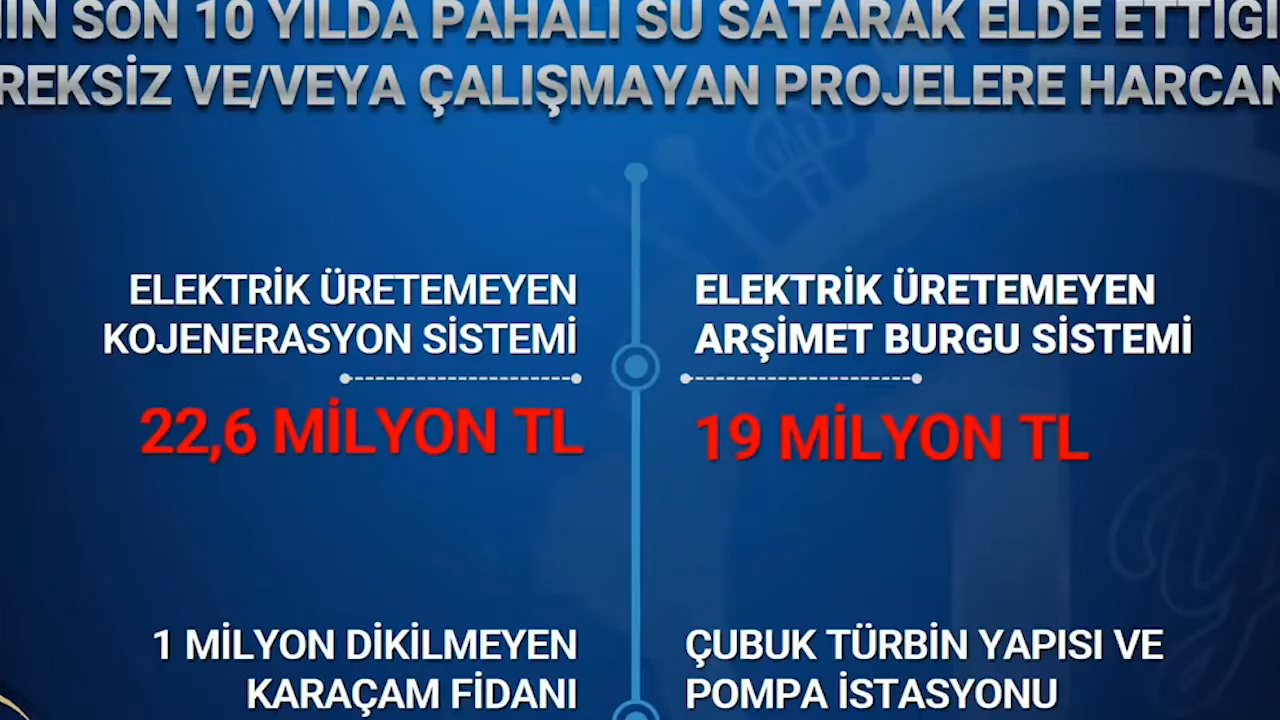 SON 10 YILDA PAHALI SU SATARAK ELDE ETTİĞİ
VE/VEYA ÇALIŞMAYAN PROJELERE
ELEKTRİK ÜRETEMEYEN
KOJENERASYON SİSTEMİ
22,6 MİLYON TL
ELEKTRİK ÜRETEMEYEN
ARŞİMET BURGU SİSTEMİ
19 MİLYON TL
1 MİLYON DİKİLMEYEN
KARAÇAM FİDANI
ÇUBUK TÜRBİN YAPISI VE
POMPA İSTASYONU